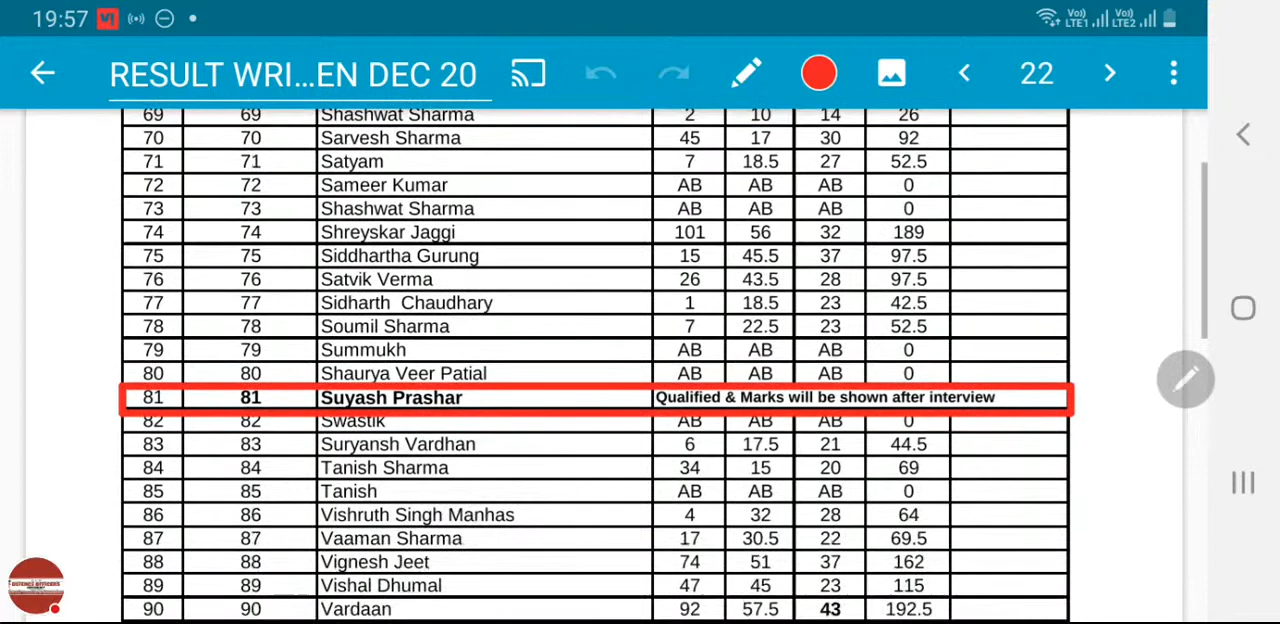 19:57
Vo) LTE1 Vo) LTE2
RESULT WRI...EN DEC 20 22
69 69 Shashwat Sharma 2 10 14 26
70 70 Sarvesh Sharma 45 17 30 92
71 71 Satyam 7 18.5 27 52.5
72 72 Sameer Kumar AB AB AB 0
73 73 Shashwat Sharma AB AB AB 0
74 74 Shreyskar Jaggi 101 56 32 189
75 75 Siddhartha Gurung 15 45.5 37 97.5
76 76 Satvik Verma 26 43.5 28 97.5
77 77 Sidharth Chaudhary 1 18.5 23 42.5
78 78 Soumil Sharma 7 22.5 23 52.5
79 79 Summukh AB AB AB 0
80 80 Shaurya Veer Patial AB AB AB 0
81 81 Suyash Prashar Qualified & Marks will be shown after interview
82 82 Swastik AB AB AB 0
83 83 Suryansh Vardhan 6 17.5 21 44.5
84 84 Tanish Sharma 34 15 20 69
85 85 Tanish AB AB AB 0
86 86 Vishruth Singh Manhas 4 32 28 64
87 87 Vaaman Sharma 17 30.5 22 69.5
88 88 Vignesh Jeet 74 51 37 162
89 89 Vishal Dhumal 47 45 23 115
90 90 Vardaan 92 57.5 43 192.5